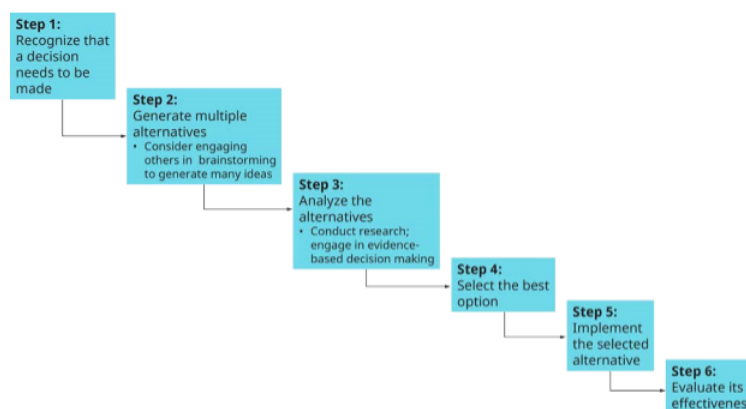 Step 1:
Recognize that
a decision
needs to be
made
Step 2:
Generate multiple
alternatives
• Consider engaging
others in brainstorming
to generate many ideas
Step 3:
Analyze the
alternatives
• Conduct research;
engage in evidence-
based decision making
Step 4:
Select the best
option
Step 5:
Implement
the selected
alternative
Step 6:
Evaluate its
effectivenes